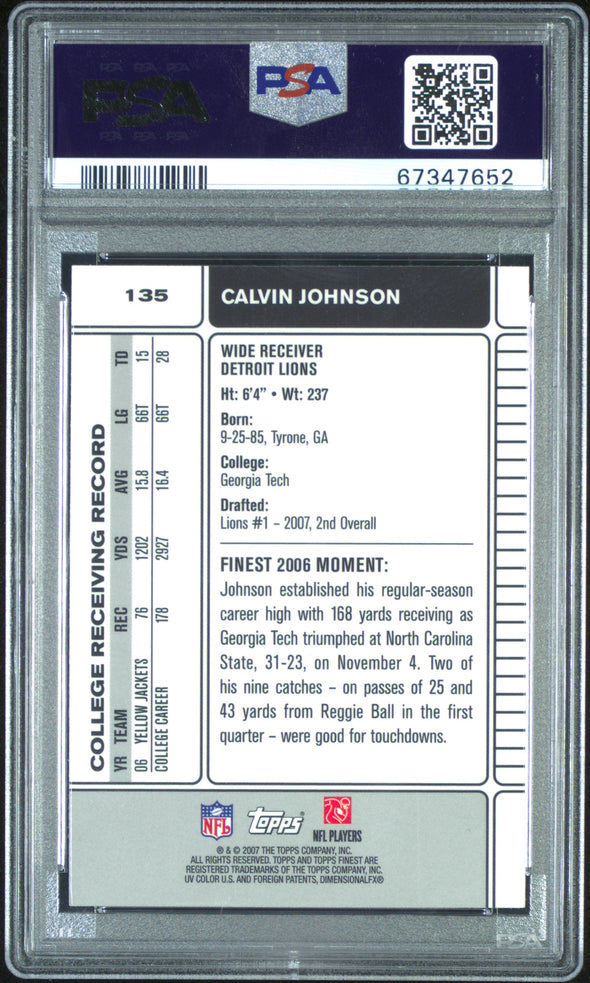 PSA
PSA
67347652
135
CALVIN JOHNSON
WIDE RECEIVER
DETROIT LIONS
Ht: 6'4" • Wt: 237
Born:
9-25-85, Tyrone, GA
College:
Georgia Tech
Drafted:
Lions #1 – 2007, 2nd Overall
FINEST 2006 MOMENT:
Johnson established his regular-season
career high with 168 yards receiving as
Georgia Tech triumphed at North Carolina
State, 31-23, on November 4. Two of
his nine catches – on passes of 25 and
43 yards from Reggie Ball in the first
quarter – were good for touchdowns.
COLLEGE RECEIVING RECORD
YR TEAM REC YDS AVG LG TD
06 YELLOW JACKETS 76 1202 15.8 66T 15
COLLEGE CAREER 178 2927 16.4 66T 28
NFL
Topps®
NFL PLAYERS
® & © 2007 THE TOPPS COMPANY, INC.
ALL RIGHTS RESERVED. TOPPS AND TOPPS FINEST ARE
REGISTERED TRADEMARKS OF THE TOPPS COMPANY, INC.
UV COLOR U.S. AND FOREIGN PATENTS, DIMENSIONALFX®
PSA